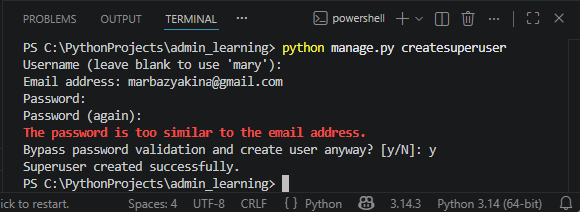 PROBLEMS
OUTPUT
TERMINAL
...
powershell
PS C:\PythonProjects\admin_learning> python manage.py createsuperuser
Username (leave blank to use 'mary'):
Email address: marbazyakina@gmail.com
Password:
Password (again):
The password is too similar to the email address.
Bypass password validation and create user anyway? [y/N]: y
Superuser created successfully.
PS C:\PythonProjects\admin_learning>
ck to restart.
Spaces: 4
UTF-8
CRLF
{ } Python
3.14.3
Python 3.14 (64-bit)